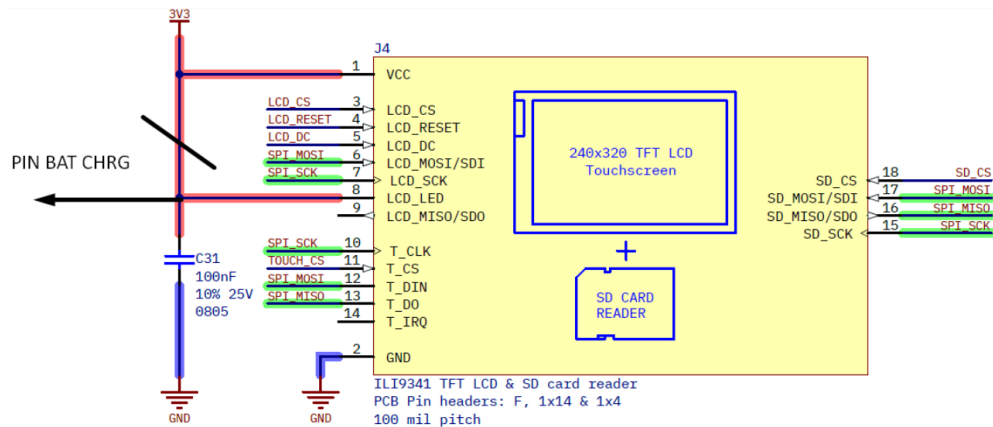 3V3
J4
1
VCC
LCD_CS
3
LCD_CS
LCD_RESET
4
LCD_RESET
LCD_DC
5
LCD_DC
SPI_MOSI
6
LCD_MOSI/SDI
SPI_SCK
7
LCD_SCK
8
LCD_LED
9
LCD_MISO/SDO
SPI_SCK
10
T_CLK
TOUCH_CS
11
T_CS
SPI_MOSI
12
T_DIN
SPI_MISO
13
T_DO
14
T_IRQ
2
GND
PIN BAT CHRG
C31
100nF
10% 25V
0805
GND
GND
240x320 TFT LCD
Touchscreen
SD CARD
READER
SD_CS
18
SD_CS
SD_MOSI/SDI
17
SPI_MOSI
SD_MISO/SDO
16
SPI_MISO
SD_SCK
15
SPI_SCK
ILI9341 TFT LCD & SD card reader
PCB Pin headers: F, 1x14 & 1x4
100 mil pitch